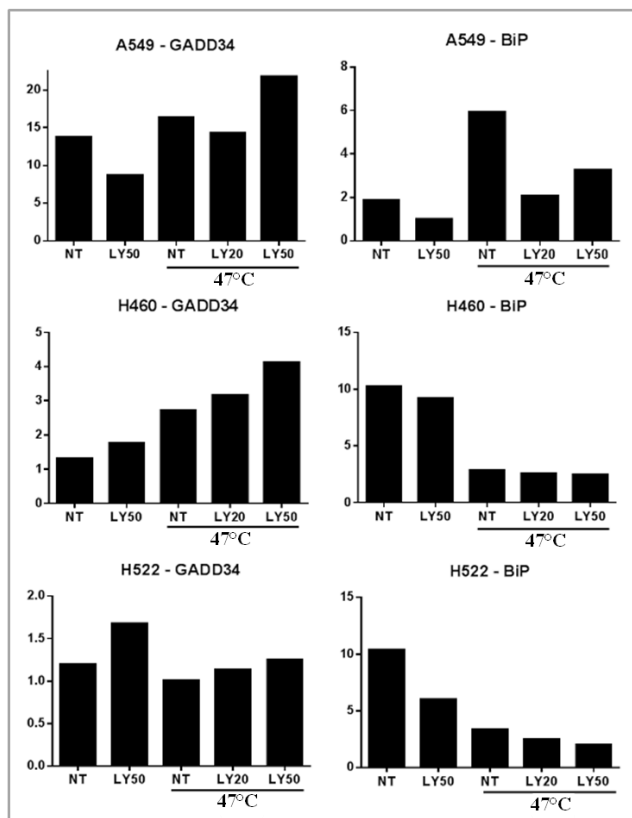 A549 - GADD34
20
15
10
5
0
NT LY50 NT LY20 LY50
47°C
A549 - BiP
8
6
4
2
0
NT LY50 NT LY20 LY50
47°C
H460 - GADD34
5
4
3
2
1
0
NT LY50 NT LY20 LY50
47°C
H460 - BiP
15
10
5
0
NT LY50 NT LY20 LY50
47°C
H522 - GADD34
2.0
1.5
1.0
0.5
0.0
NT LY50 NT LY20 LY50
47°C
H522 - BiP
15
10
5
0
NT LY50 NT LY20 LY50
47°C